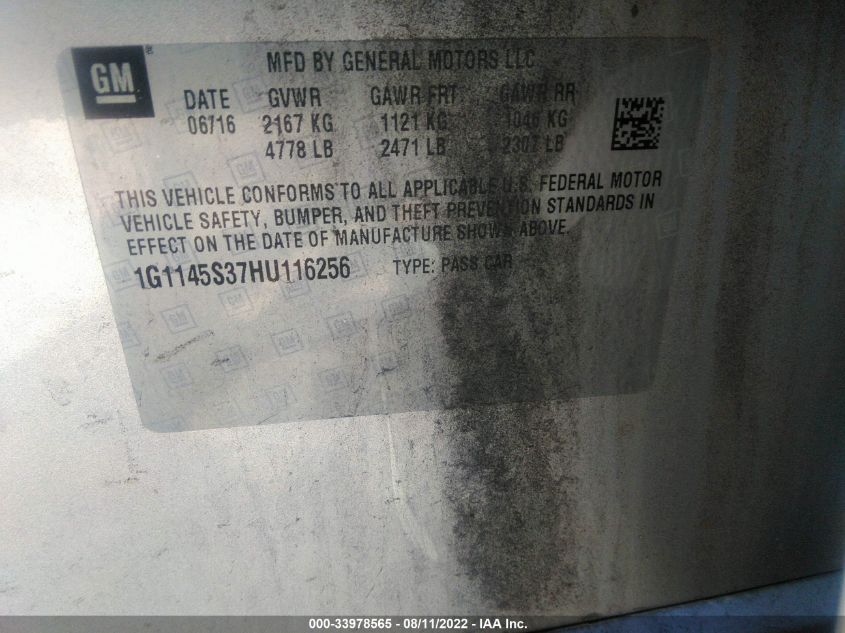 GM
MFD BY GENERAL MOTORS LLC
DATE GVWR GAWR FRT GAWR RR
06/16 2167 KG 1121 KG 1046 KG
4778 LB 2471 LB 2307 LB
THIS VEHICLE CONFORMS TO ALL APPLICABLE U.S. FEDERAL MOTOR
VEHICLE SAFETY, BUMPER, AND THEFT PREVENTION STANDARDS IN
EFFECT ON THE DATE OF MANUFACTURE SHOWN ABOVE.
1G1145S37HU116256 TYPE: PASS CAR
000-33978565 - 08/11/2022 - IAA Inc.